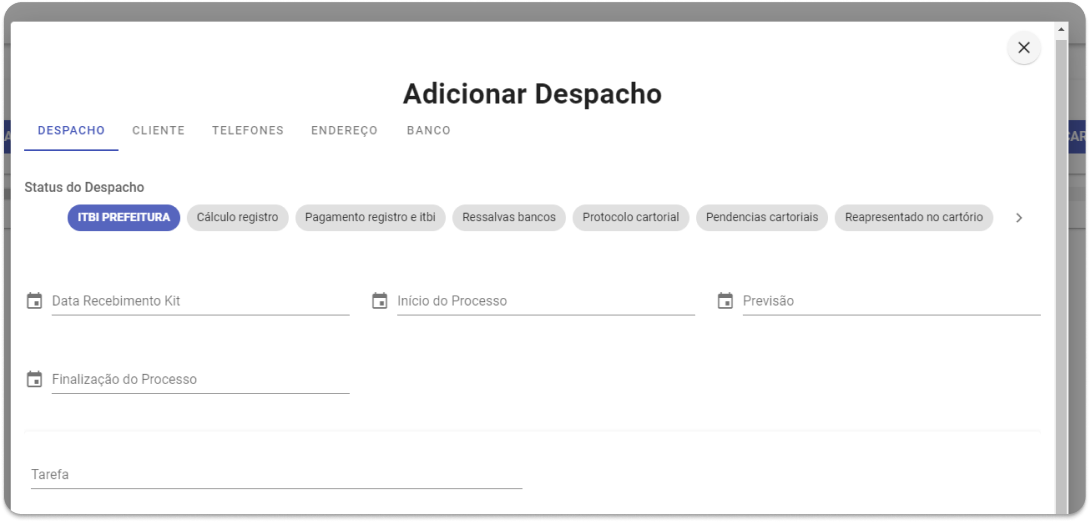 Adicionar Despacho
DESPACHO CLIENTE TELEFONES ENDEREÇO BANCO
Status do Despacho
ITBI PREFEITURA Cálculo registro Pagamento registro e itbi Ressalvas bancos Protocolo cartorial Pendencias cartoriais Reapresentado no cartório
Data Recebimento Kit Início do Processo Previsão
Finalização do Processo
Tarefa